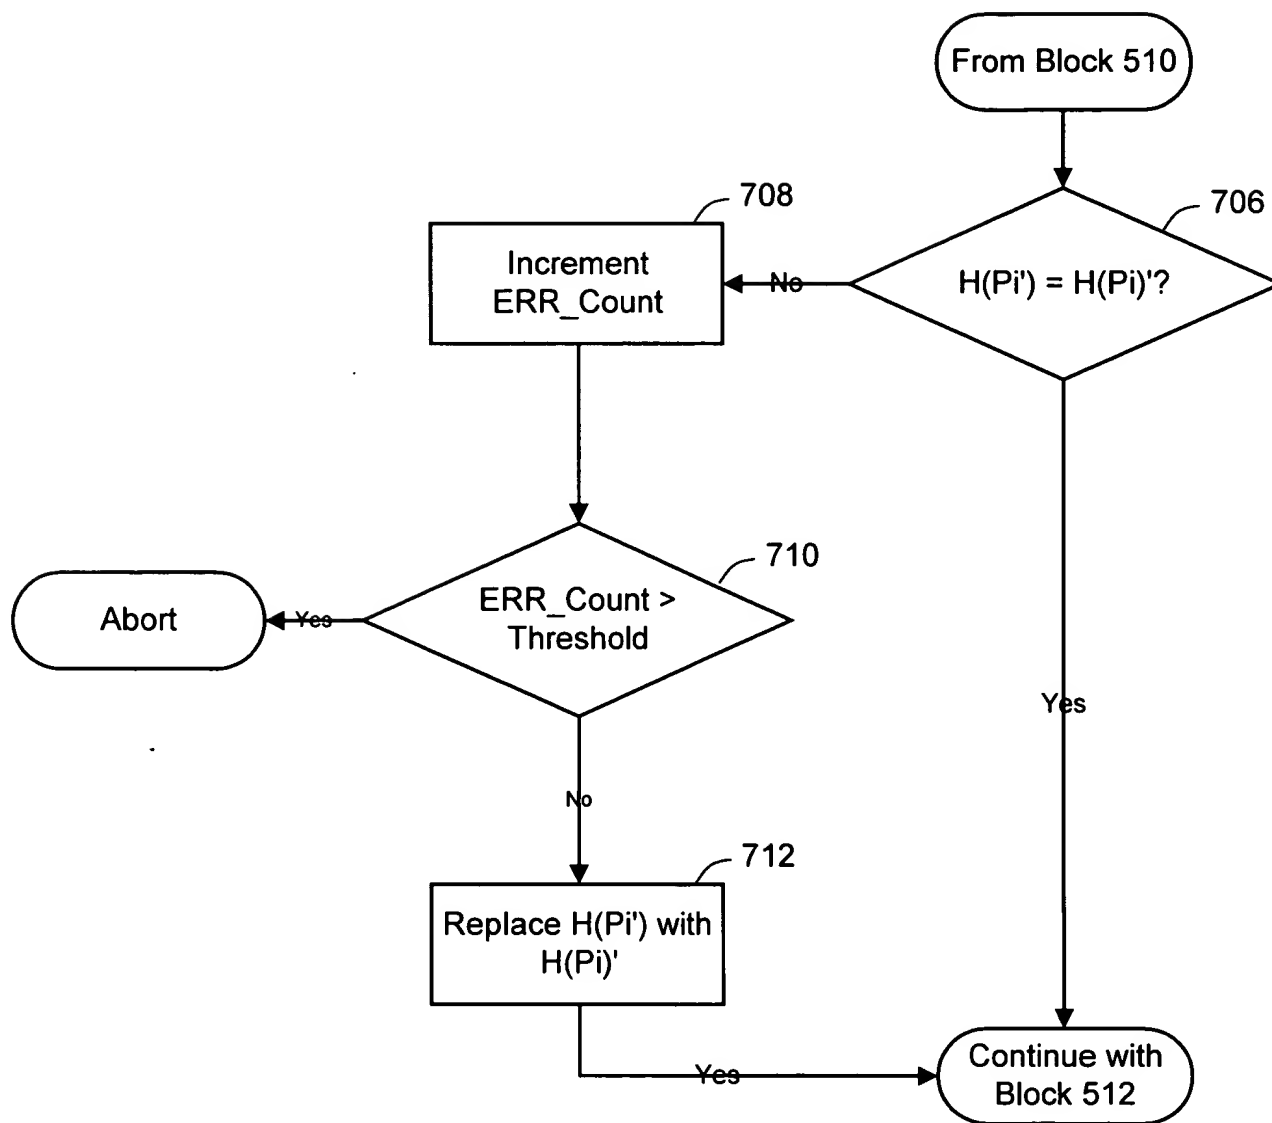 From Block 510
706
H(Pi') = H(Pi)'?
No
708
Increment
ERR_Count
710
ERR_Count >
Threshold
Yes
Abort
No
Yes
712
Replace H(Pi') with
H(Pi)'
Yes
Continue with
Block 512